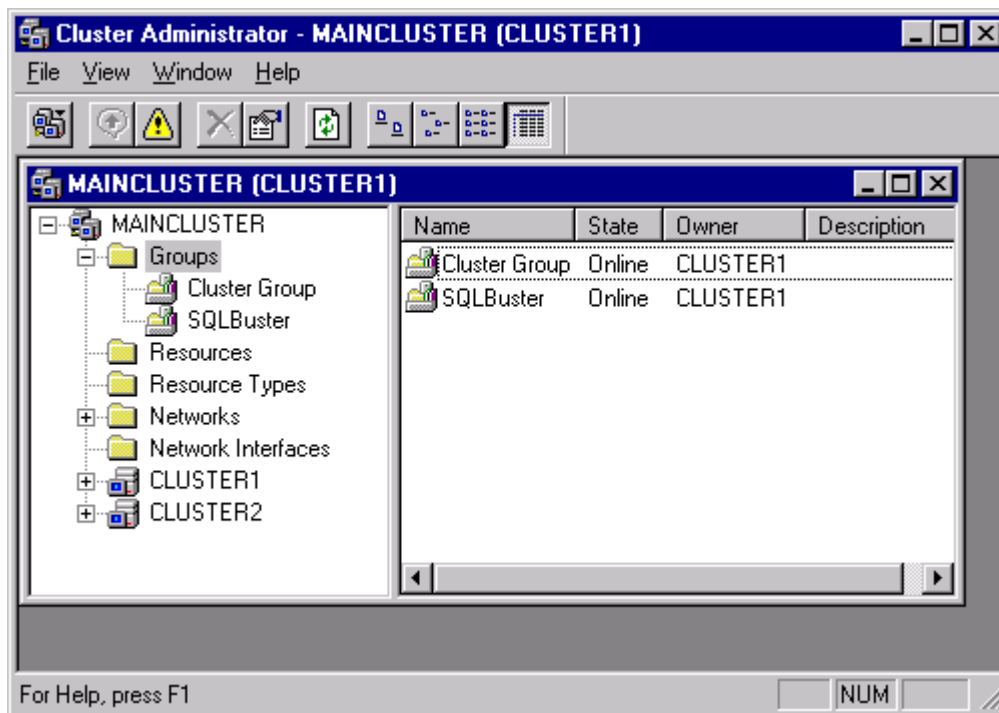 Cluster Administrator - MAINCLUSTER (CLUSTER1)
File View Window Help
MAINCLUSTER (CLUSTER1)
MAINCLUSTER
Groups
Cluster Group
SQLBuster
Resources
Resource Types
Networks
Network Interfaces
CLUSTER1
CLUSTER2
Name State Owner Description
Cluster Group Online CLUSTER1
SQLBuster Online CLUSTER1
For Help, press F1
NUM